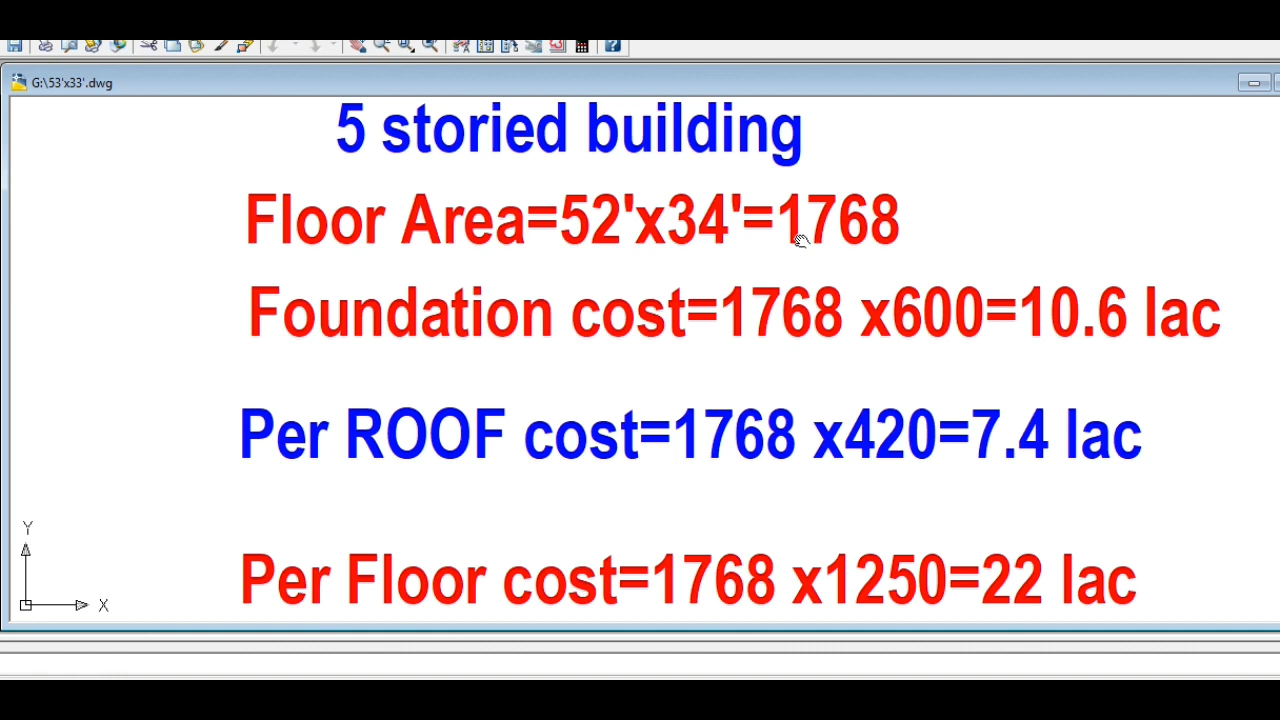 G:\53'x33'.dwg
5 storied building
Floor Area=52'x34'=1768
Foundation cost=1768 x600=10.6 lac
Per ROOF cost=1768 x420=7.4 lac
Per Floor cost=1768 x1250=22 lac
Y
X